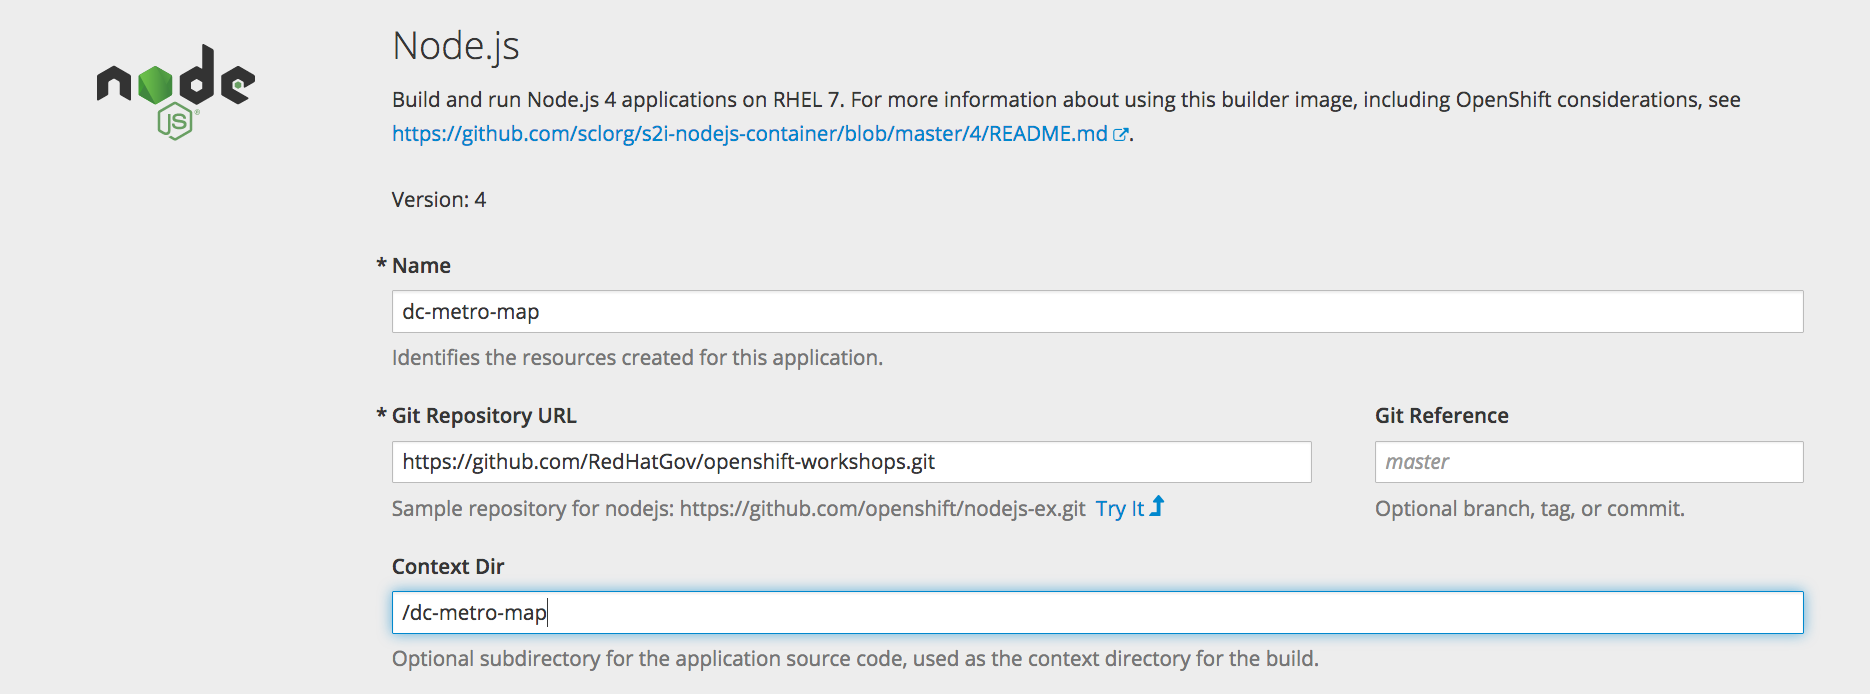 node
JS
®
Node.js
Build and run Node.js 4 applications on RHEL 7. For more information about using this builder image, including OpenShift considerations, see
https://github.com/sclorg/s2i-nodejs-container/blob/master/4/README.md .
Version: 4
* Name
dc-metro-map
Identifies the resources created for this application.
* Git Repository URL
https://github.com/RedHatGov/openshift-workshops.git
Sample repository for nodejs: https://github.com/openshift/nodejs-ex.git Try It
Git Reference
master
Optional branch, tag, or commit.
Context Dir
/dc-metro-map
Optional subdirectory for the application source code, used as the context directory for the build.